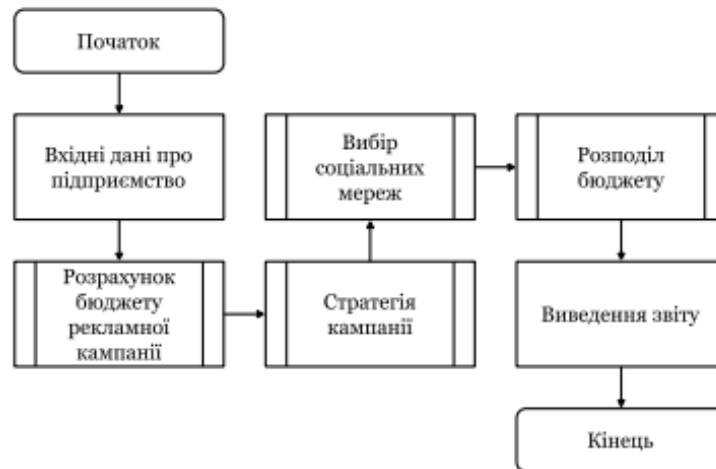 Початок
Вхідні дані про
підприємство
Розрахунок
бюджету
рекламної
кампанії
Стратегія
кампанії
Вибір
соціальних
мереж
Розподіл
бюджету
Виведення звіту
Кінець